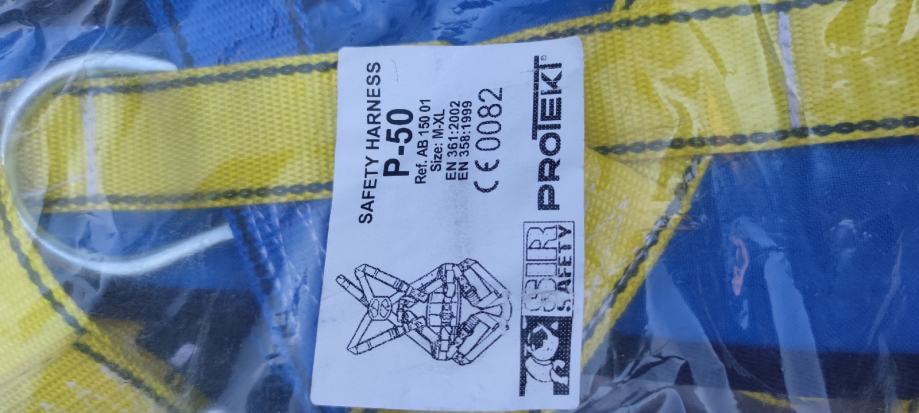 SAFETY HARNESS
P-50
Ref. AB 150 01
Size: M-XL
EN 361:2002
EN 358:1999
CE 0082
SIR
SAFETY
PROTEKT®